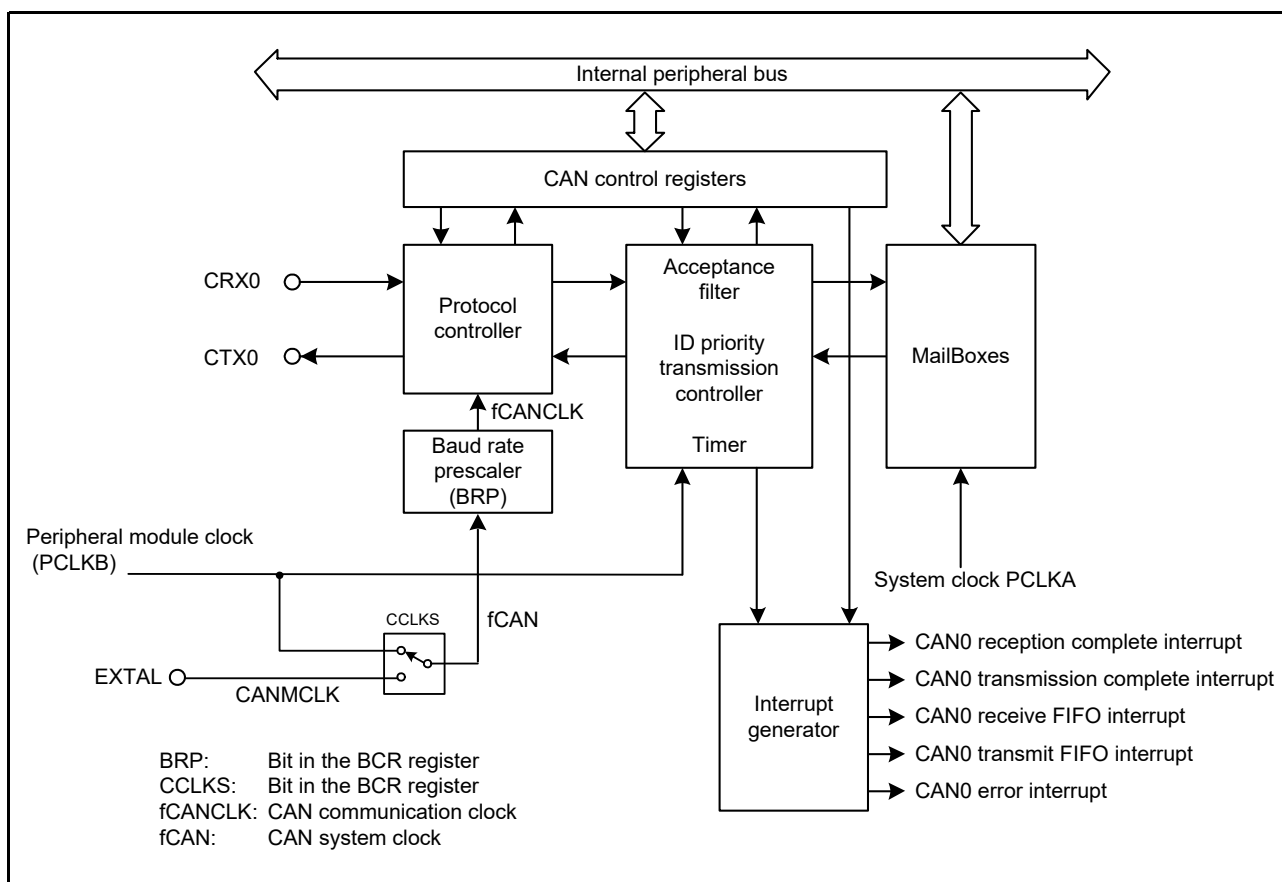 Internal peripheral bus
CAN control registers
CRX0
CTX0
Protocol
controller
Acceptance
filter
ID priority
transmission
controller
Timer
MailBoxes
fCANCLK
Baud rate
prescaler
(BRP)
Peripheral module clock
(PCLKB)
System clock PCLKA
CCLKS
fCAN
EXTAL
CANMCLK
Interrupt
generator
CAN0 reception complete interrupt
CAN0 transmission complete interrupt
CAN0 receive FIFO interrupt
CAN0 transmit FIFO interrupt
CAN0 error interrupt
BRP: Bit in the BCR register
CCLKS: Bit in the BCR register
fCANCLK: CAN communication clock
fCAN: CAN system clock